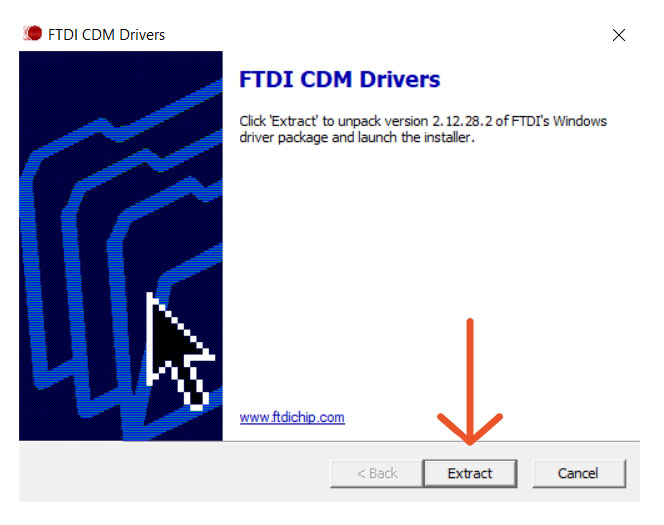 FTDI CDM Drivers
FTDI CDM Drivers
Click 'Extract' to unpack version 2.12.28.2 of FTDI's Windows
driver package and launch the installer.
www.ftdichip.com
< Back
Extract
Cancel